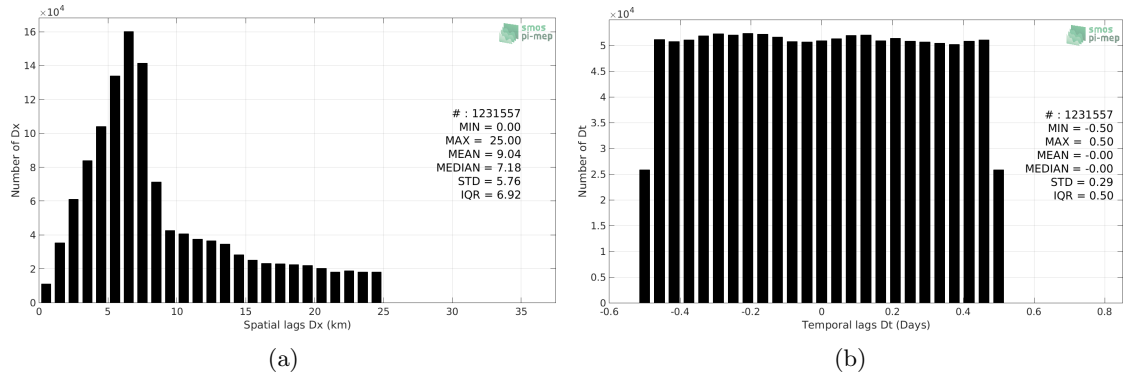 ×10⁴
16
14
12
10
8
6
4
2
0
Number of Dx
0 5 10 15 20 25 30 35
Spatial lags Dx (km)
smos
pi-mep
# : 1231557
MIN = 0.00
MAX = 25.00
MEAN = 9.04
MEDIAN = 7.18
STD = 5.76
IQR = 6.92
(a)
×10⁴
5
4.5
4
3.5
3
2.5
2
1.5
1
0.5
0
Number of Dt
-0.6 -0.4 -0.2 0 0.2 0.4 0.6 0.8
Temporal lags Dt (Days)
smos
pi-mep
# : 1231557
MIN = -0.50
MAX = 0.50
MEAN = -0.00
MEDIAN = -0.00
STD = 0.29
IQR = 0.50
(b)